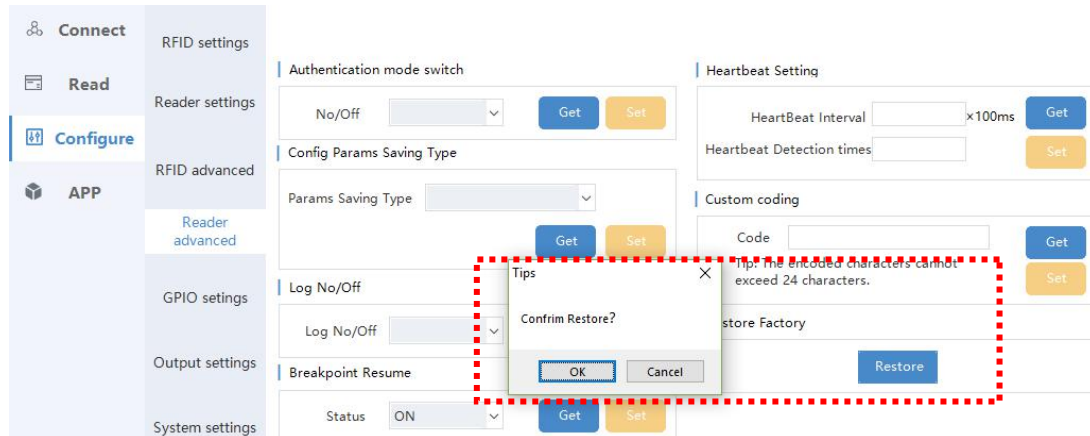 Connect
Read
Configure
APP
RFID settings
Reader settings
RFID advanced
Reader
advanced
GPIO setings
Output settings
System settings
Authentication mode switch
No/Off Get Set
Config Params Saving Type
Params Saving Type
Get Set
Log No/Off
Log No/Off
Breakpoint Resume
Status ON Get Set
Heartbeat Setting
HeartBeat Interval ×100ms Get
Heartbeat Detection times Set
Custom coding
Code Get
Tip: The encoded characters cannot
exceed 24 characters. Set
store Factory
Restore
Tips
Confrim Restore?
OK Cancel